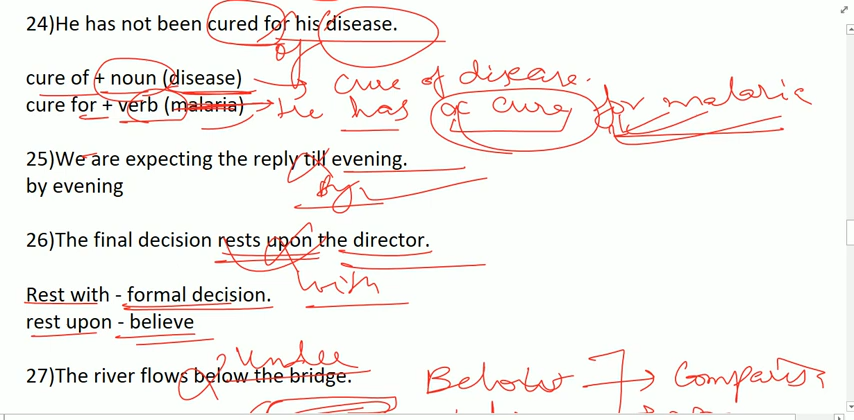 24)He has not been cured for his disease.
of
cure of + noun (disease) cure of disease.
cure for + verb (malaria) He has a cure for malaria
25)We are expecting the reply till evening.
by evening by
26)The final decision rests upon the director.
with
Rest with - formal decision.
rest upon - believe
under
27)The river flows below the bridge.
Below